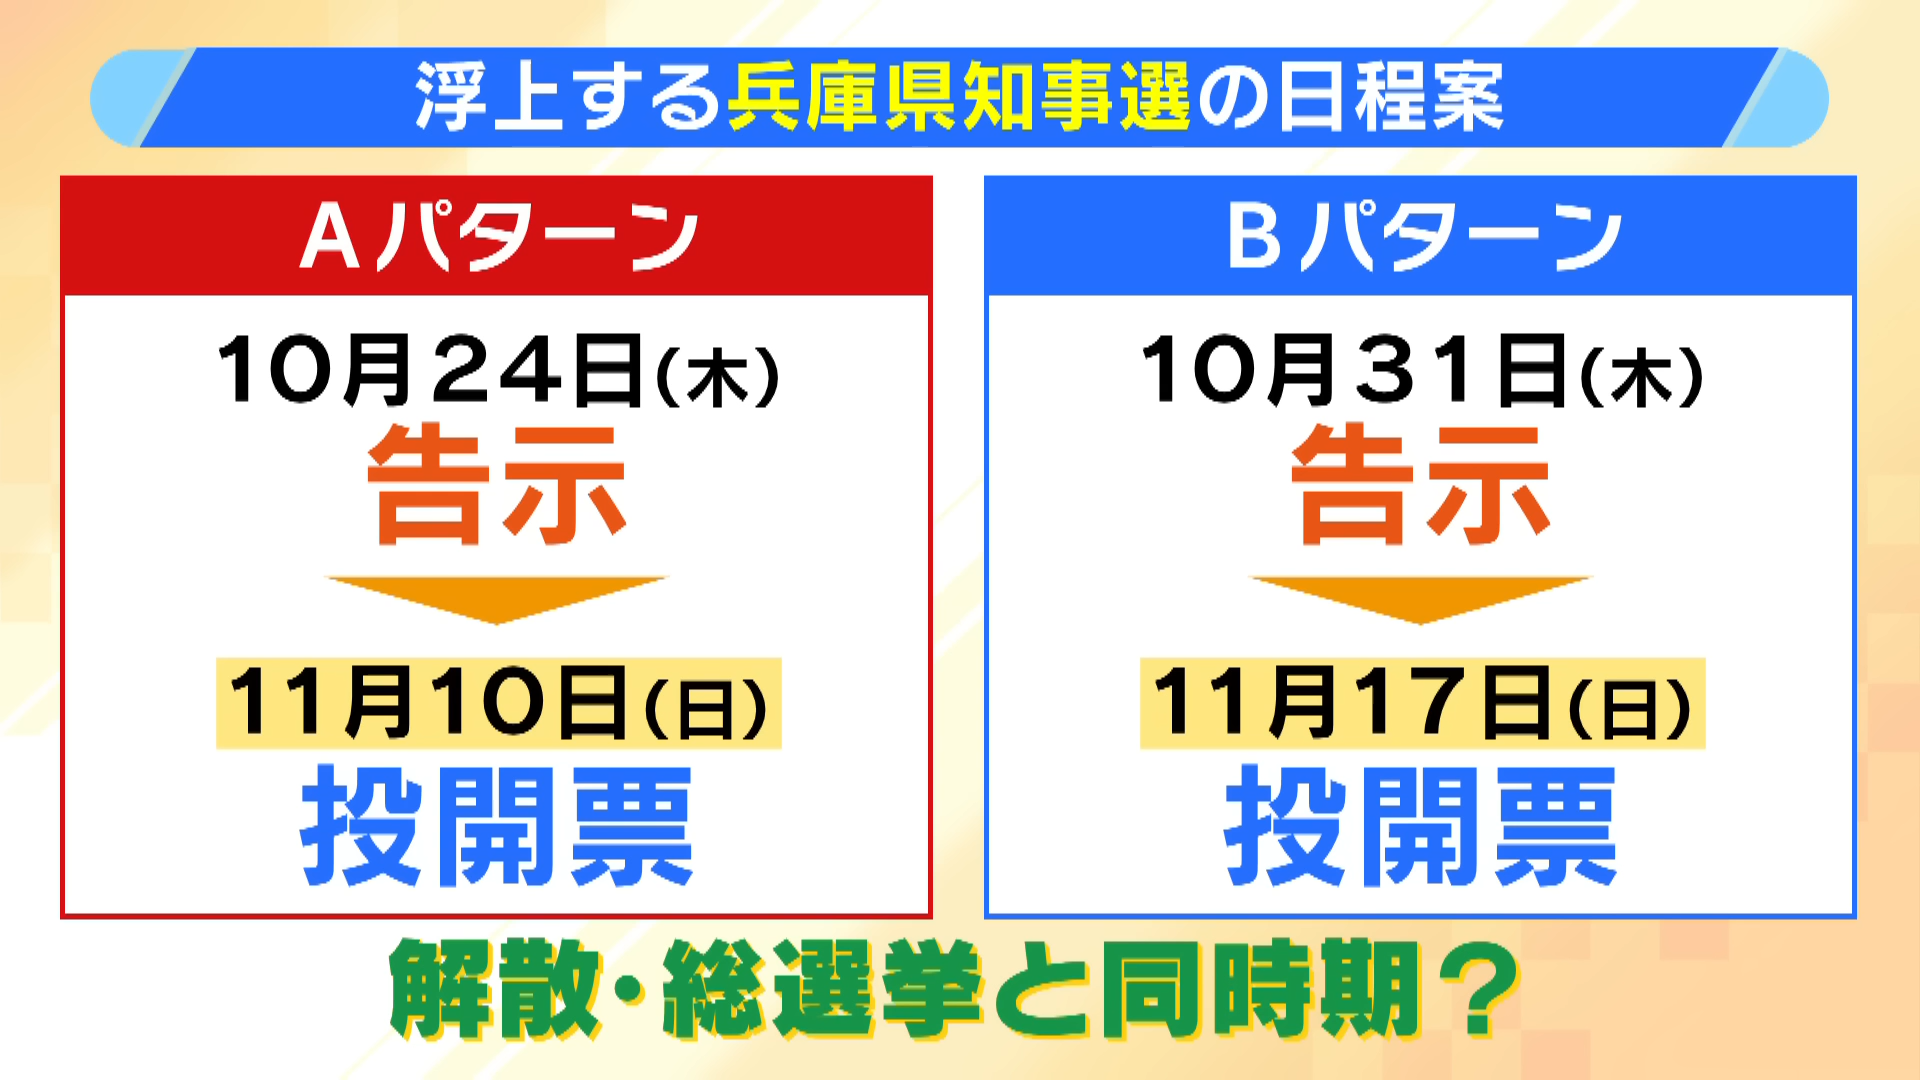 浮上する兵庫県知事選の日程案
Aパターン
10月24日(木)
告示
11月10日(日)
投開票
Bパターン
10月31日(木)
告示
11月17日(日)
投開票
解散・総選挙と同時期？